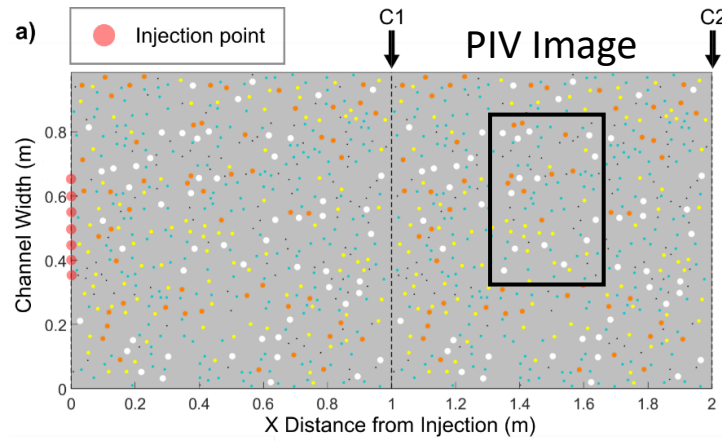 a)
Injection point
C1
C2
PIV Image
Channel Width (m)
0.8
0.6
0.4
0.2
0
0
0.2
0.4
0.6
0.8
1
1.2
1.4
1.6
1.8
2
X Distance from Injection (m)